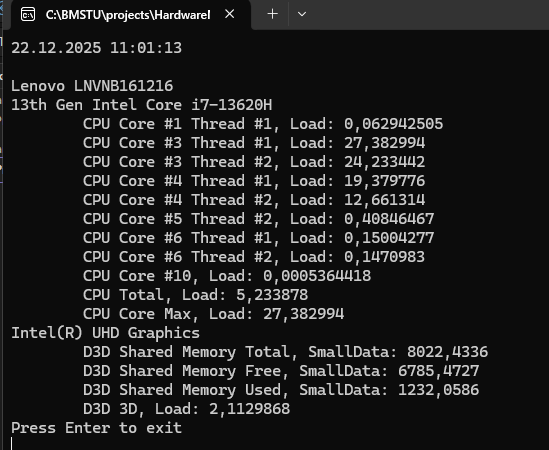 C:\BMSTU\projects\Hardwarel
22.12.2025 11:01:13
Lenovo LNVNB161216
13th Gen Intel Core i7-13620H
CPU Core #1 Thread #1, Load: 0,062942505
CPU Core #3 Thread #1, Load: 27,382994
CPU Core #3 Thread #2, Load: 24,233442
CPU Core #4 Thread #1, Load: 19,379776
CPU Core #4 Thread #2, Load: 12,661314
CPU Core #5 Thread #2, Load: 0,40846467
CPU Core #6 Thread #1, Load: 0,15004277
CPU Core #6 Thread #2, Load: 0,1470983
CPU Core #10, Load: 0,0005364418
CPU Total, Load: 5,233878
CPU Core Max, Load: 27,382994
Intel(R) UHD Graphics
D3D Shared Memory Total, SmallData: 8022,4336
D3D Shared Memory Free, SmallData: 6785,4727
D3D Shared Memory Used, SmallData: 1232,0586
D3D 3D, Load: 2,1129868
Press Enter to exit